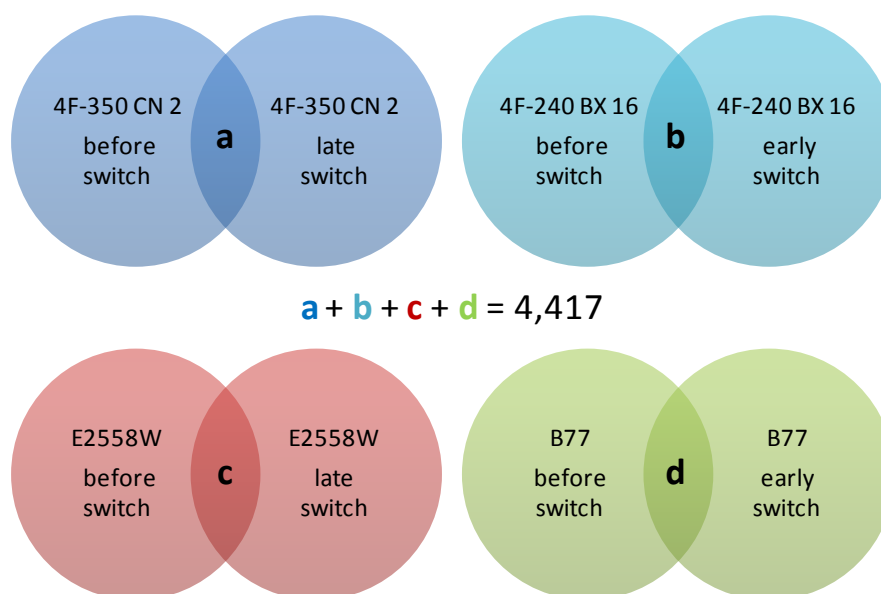 4F-350 CN 2
before
switch
a
4F-350 CN 2
late
switch
4F-240 BX 16
before
switch
b
4F-240 BX 16
early
switch
a + b + c + d = 4,417
E2558W
before
switch
c
E2558W
late
switch
B77
before
switch
d
B77
early
switch